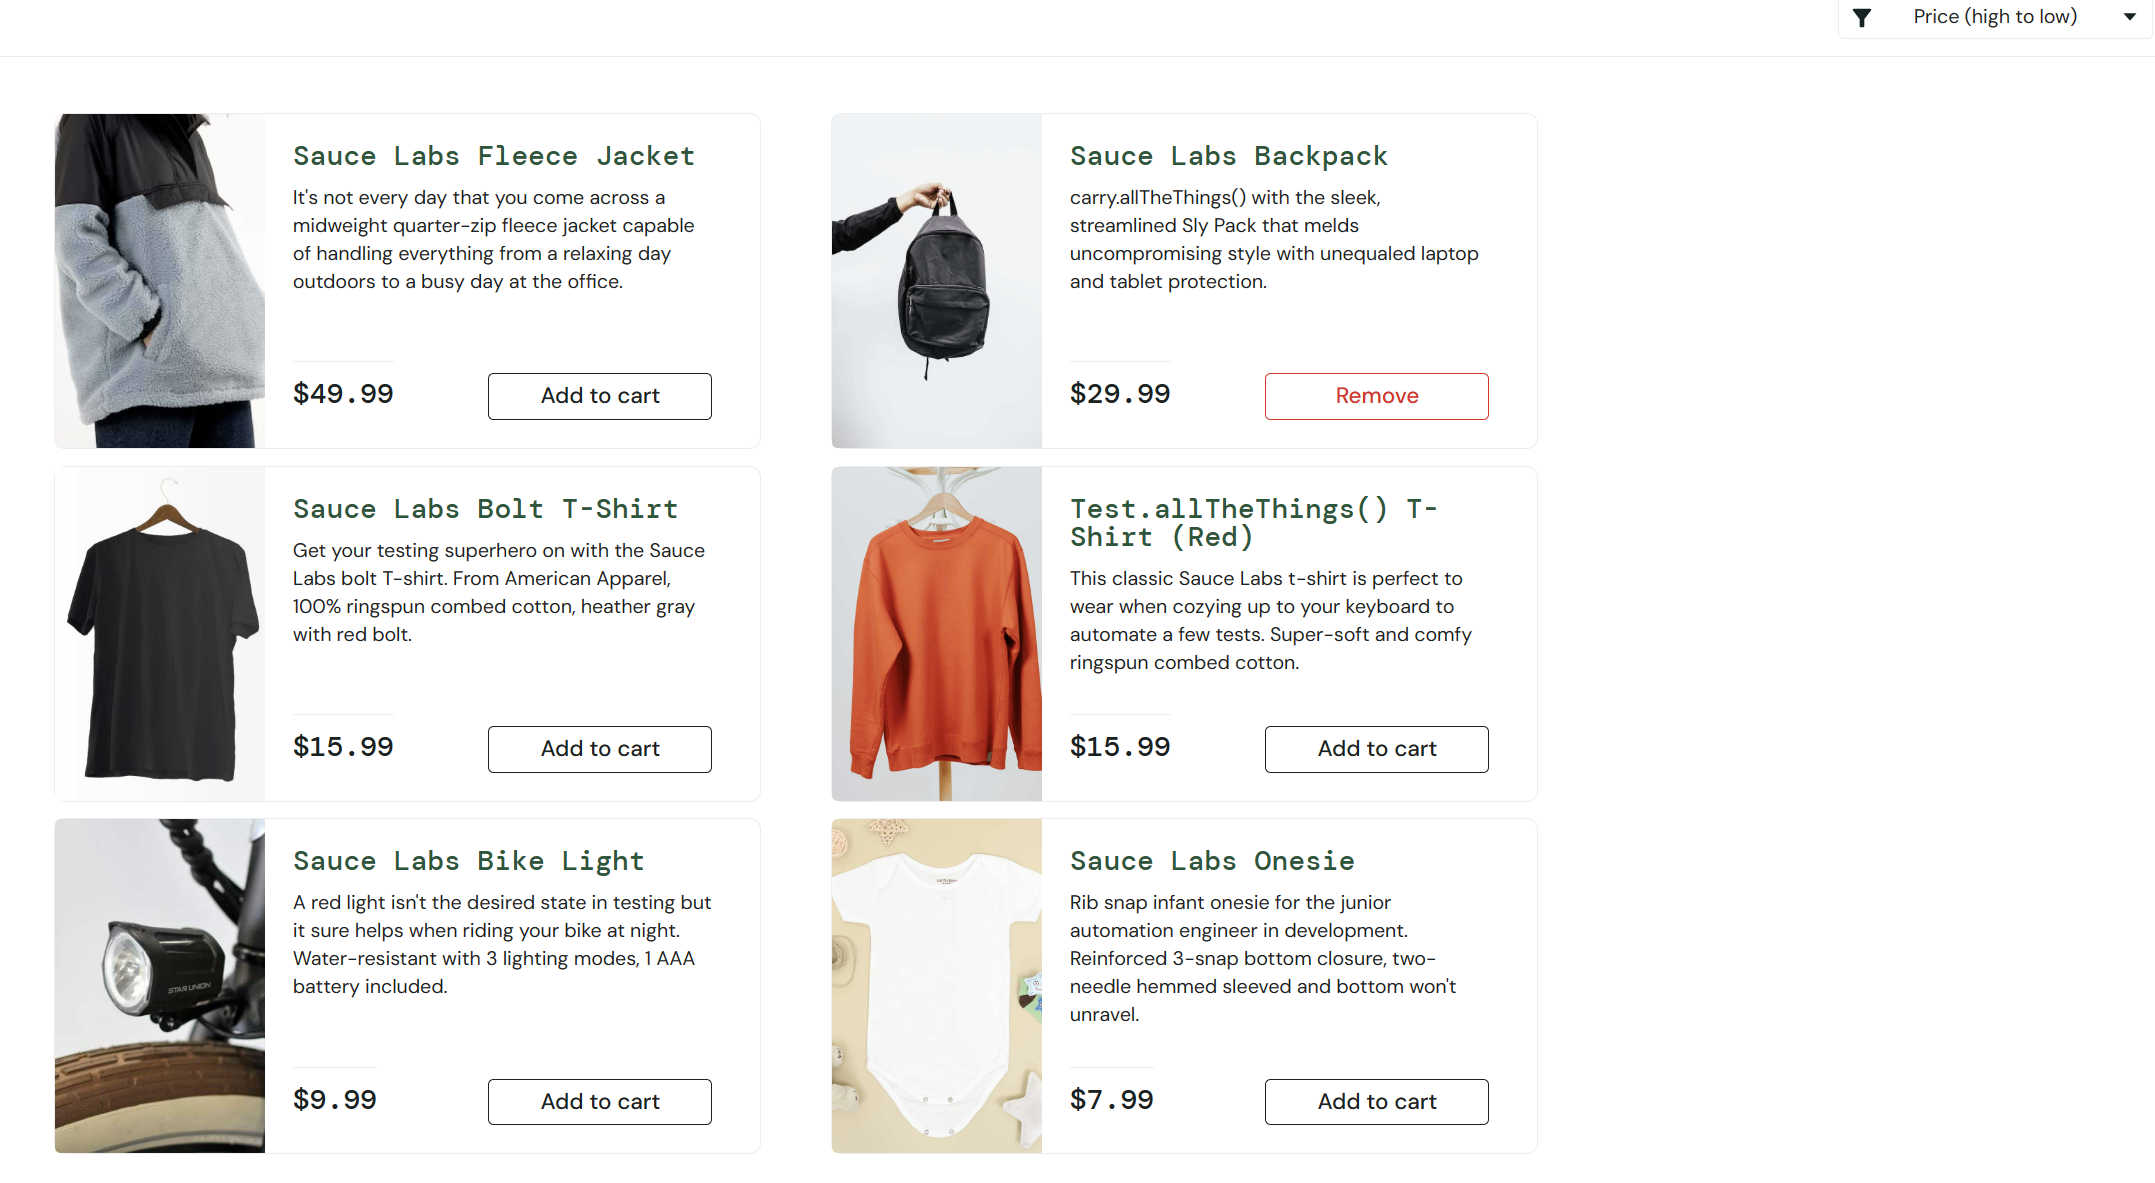 Price (high to low)
Sauce Labs Fleece Jacket
It's not every day that you come across a
midweight quarter-zip fleece jacket capable
of handling everything from a relaxing day
outdoors to a busy day at the office.
$49.99
Add to cart
Sauce Labs Backpack
carry.allTheThings() with the sleek,
streamlined Sly Pack that melds
uncompromising style with unequaled laptop
and tablet protection.
$29.99
Remove
Sauce Labs Bolt T-Shirt
Get your testing superhero on with the Sauce
Labs bolt T-shirt. From American Apparel,
100% ringspun combed cotton, heather gray
with red bolt.
$15.99
Add to cart
Test.allTheThings() T-
Shirt (Red)
This classic Sauce Labs t-shirt is perfect to
wear when cozying up to your keyboard to
automate a few tests. Super-soft and comfy
ringspun combed cotton.
$15.99
Add to cart
STAR UNION
Sauce Labs Bike Light
A red light isn't the desired state in testing but
it sure helps when riding your bike at night.
Water-resistant with 3 lighting modes, 1 AAA
battery included.
$9.99
Add to cart
Sauce Labs Onesie
Rib snap infant onesie for the junior
automation engineer in development.
Reinforced 3-snap bottom closure, two-
needle hemmed sleeved and bottom won't
unravel.
$7.99
Add to cart